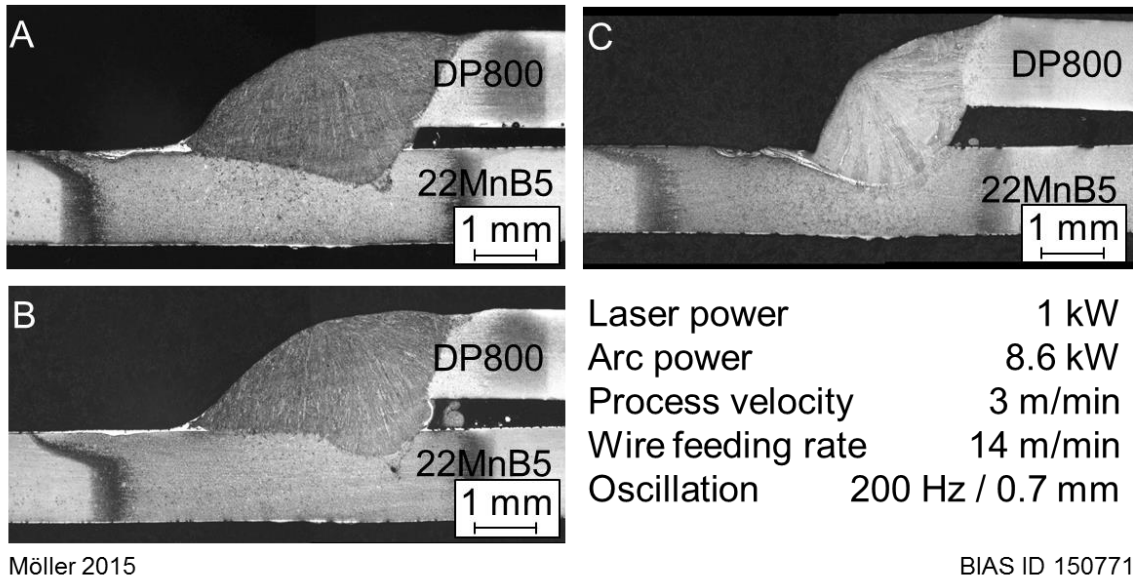 A
DP800
22MnB5
1 mm
B
DP800
22MnB5
1 mm
C
DP800
22MnB5
1 mm
Laser power 1 kW
Arc power 8.6 kW
Process velocity 3 m/min
Wire feeding rate 14 m/min
Oscillation 200 Hz / 0.7 mm
Möller 2015
BIAS ID 150771